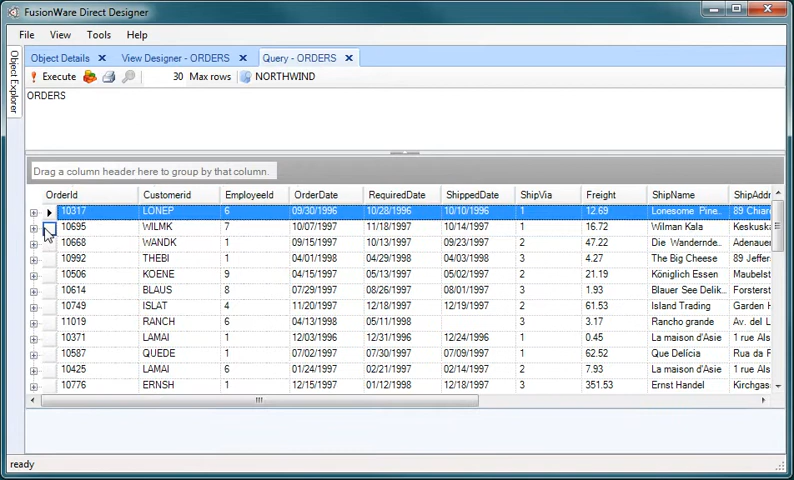 FusionWare Direct Designer
File View Tools Help
Object Explorer
Object Details View Designer - ORDERS Query - ORDERS
Execute 30 Max rows NORTHWIND
ORDERS
Drag a column header here to group by that column.
OrderId Customerid EmployeeId OrderDate RequiredDate ShippedDate ShipVia Freight ShipName ShipAddr
10317 LONEP 6 09/30/1996 10/28/1996 10/10/1996 1 12.69 Lonesome Pine... 89 Chiaro
10695 WILMK 7 10/07/1997 11/18/1997 10/14/1997 1 16.72 Wilman Kala Keskuska
10668 WANDK 1 09/15/1997 10/13/1997 09/23/1997 2 47.22 Die Wandernde... Adenauer
10992 THEBI 1 04/01/1998 04/29/1998 04/03/1998 3 4.27 The Big Cheese 89 Jeffer
10506 KOENE 9 04/15/1997 05/13/1997 05/02/1997 2 21.19 Königlich Essen Maubelst
10614 BLAUS 8 07/29/1997 08/26/1997 08/01/1997 3 1.93 Blauer See Delik... Forsterst
10749 ISLAT 4 11/20/1997 12/18/1997 12/19/1997 2 61.53 Island Trading Garden H
11019 RANCH 6 04/13/1998 05/11/1998 3 3.17 Rancho grande Av. del L
10371 LAMAI 1 12/03/1996 12/31/1996 12/24/1996 1 0.45 La maison d'Asie 1 rue Als
10587 QUEDE 1 07/02/1997 07/30/1997 07/09/1997 1 62.52 Que Delícia Rua da F
10425 LAMAI 6 01/24/1997 02/21/1997 02/14/1997 2 7.93 La maison d'Asie 1 rue Als
10776 ERNSH 1 12/15/1997 01/12/1998 12/18/1997 3 351.53 Ernst Handel Kirchgas
ready